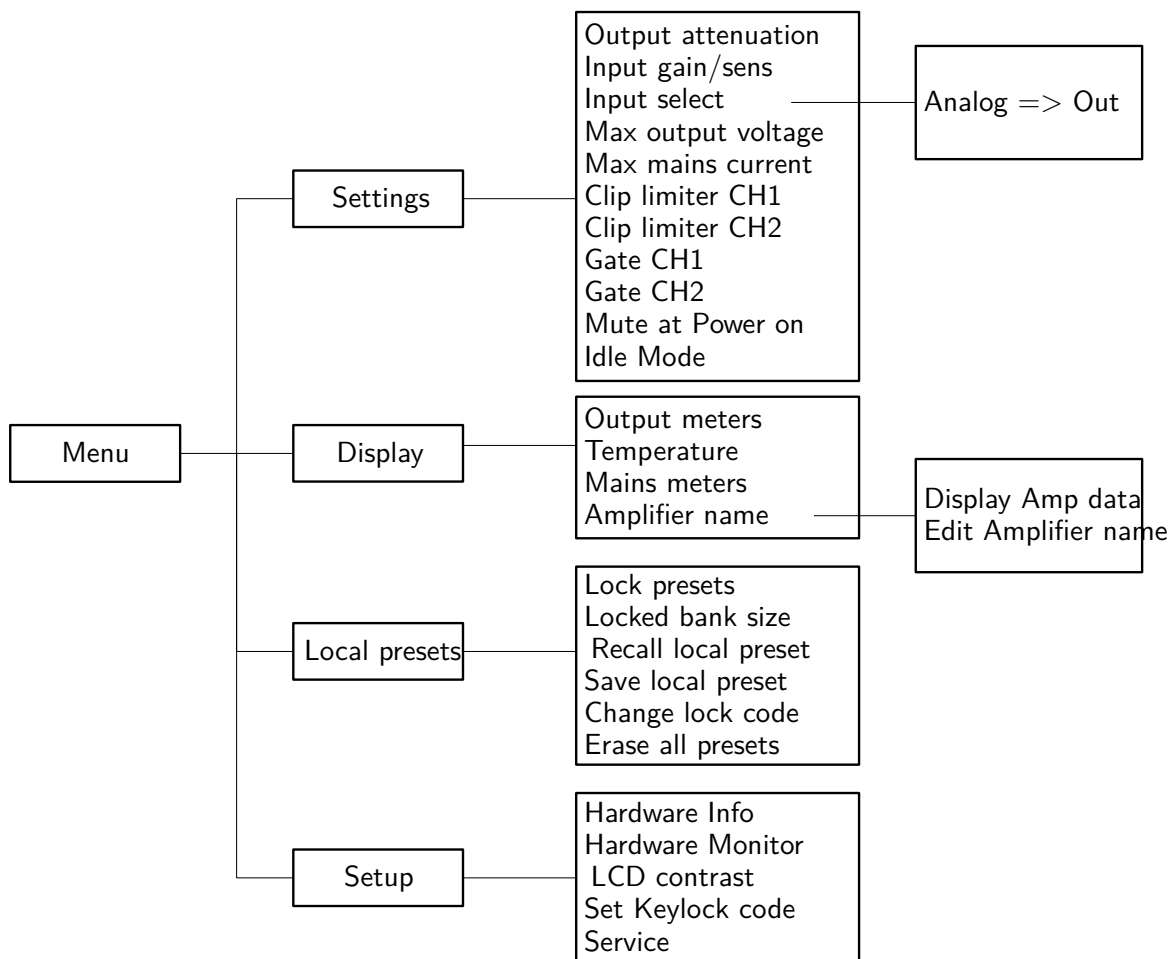 Menu
Settings
Output attenuation
Input gain/sens
Input select
Max output voltage
Max mains current
Clip limiter CH1
Clip limiter CH2
Gate CH1
Gate CH2
Mute at Power on
Idle Mode
Analog => Out
Display
Output meters
Temperature
Mains meters
Amplifier name
Display Amp data
Edit Amplifier name
Local presets
Lock presets
Locked bank size
Recall local preset
Save local preset
Change lock code
Erase all presets
Setup
Hardware Info
Hardware Monitor
LCD contrast
Set Keylock code
Service